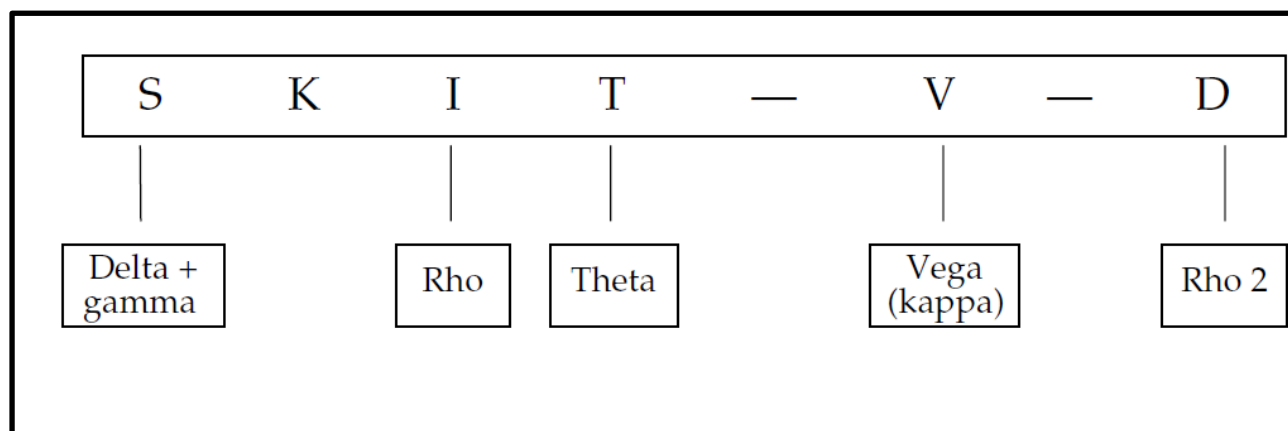 S K I T — V — D
Delta +
gamma
Rho
Theta
Vega
(kappa)
Rho 2